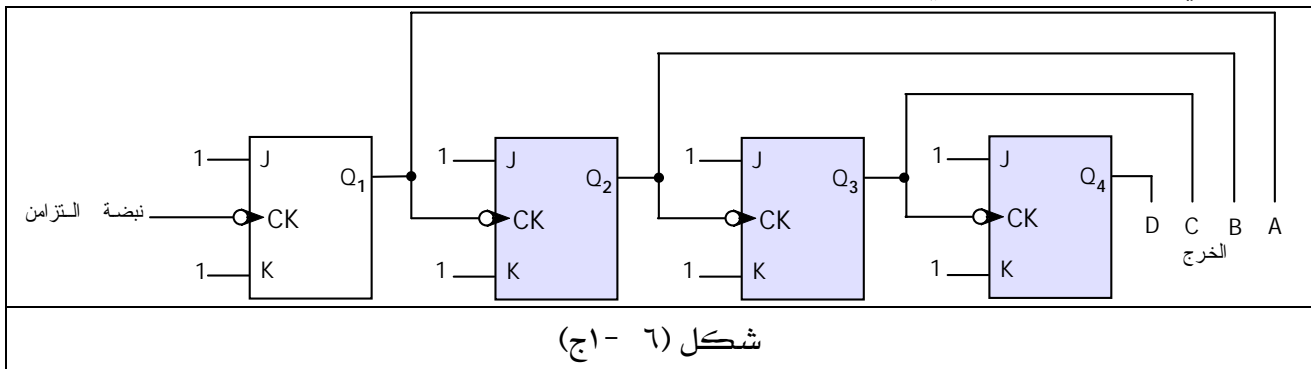 1 J Q1 1 J Q2 1 J Q3 1 J Q4
نبضة التزامن CK CK CK CK D C B A
الخرج
1 K 1 K 1 K 1 K
شكل (٦ -١ج)